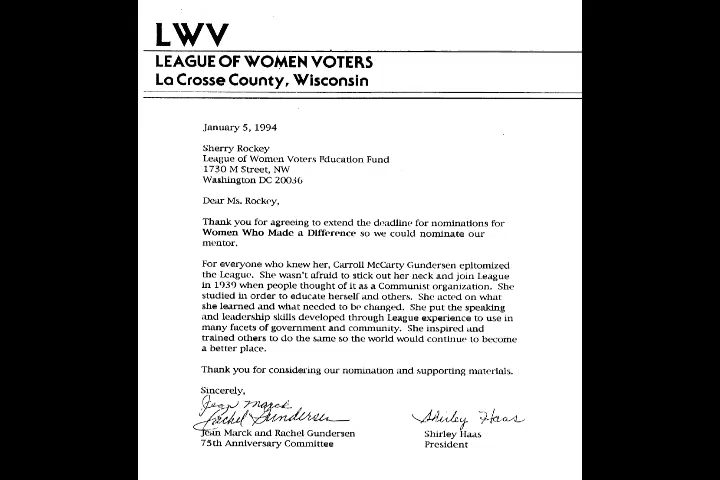 LWV
LEAGUE OF WOMEN VOTERS
La Crosse County, Wisconsin
January 5, 1994
Sherry Rockey
League of Women Voters Education Fund
1730 M Street, NW
Washington DC 20036
Dear Ms. Rockey,
Thank you for agreeing to extend the deadline for nominations for
Women Who Made a Difference so we could nominate our
mentor.
For everyone who knew her, Carroll McCarty Gundersen epitomized
the League. She wasn't afraid to stick out her neck and join League
in 1939 when people thought of it as a Communist organization. She
studied in order to educate herself and others. She acted on what
she learned and what needed to be changed. She put the speaking
and leadership skills developed through League experience to use in
many facets of government and community. She inspired and
trained others to do the same so the world would continue to become
a better place.
Thank you for considering our nomination and supporting materials.
Sincerely,
Jean Marck
Rachel Gundersen
Shirley Haas
Jean Marck and Rachel Gundersen
75th Anniversary Committee
Shirley Haas
President